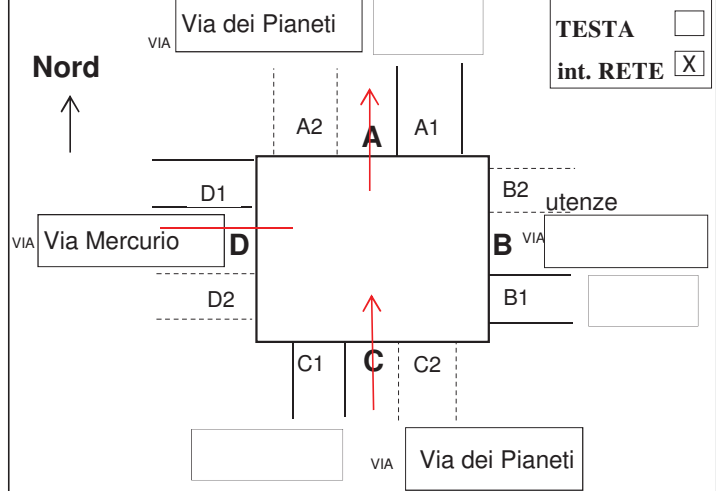 VIA Via dei Pianeti
TESTA
int. RETE X
Nord
A2 A A1
D1
B2 utenze
VIA Via Mercurio D
B VIA
D2
B1
C1 C C2
VIA Via dei Pianeti